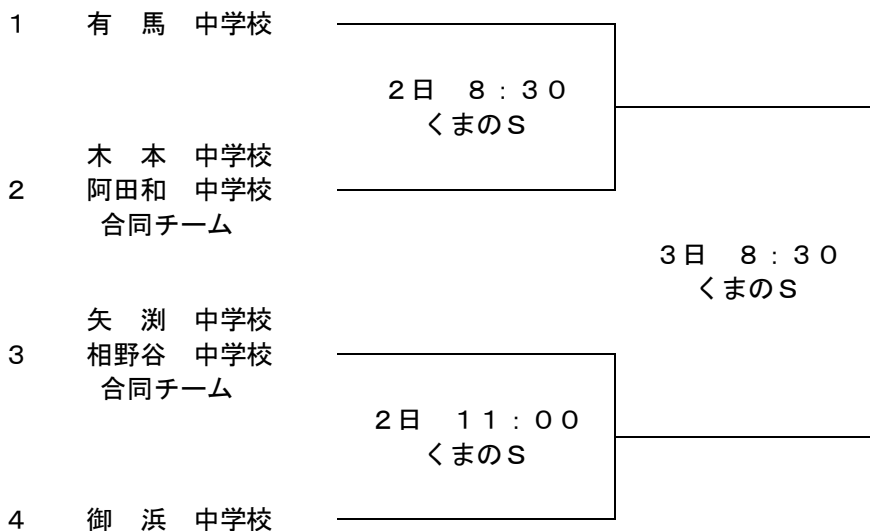 1　有　馬　中学校
2日　8：30
くまのS
木　本　中学校
2　阿田和　中学校
合同チーム
3日　8：30
くまのS
矢　渕　中学校
3　相野谷　中学校
合同チーム
2日　11：00
くまのS
4　御　浜　中学校